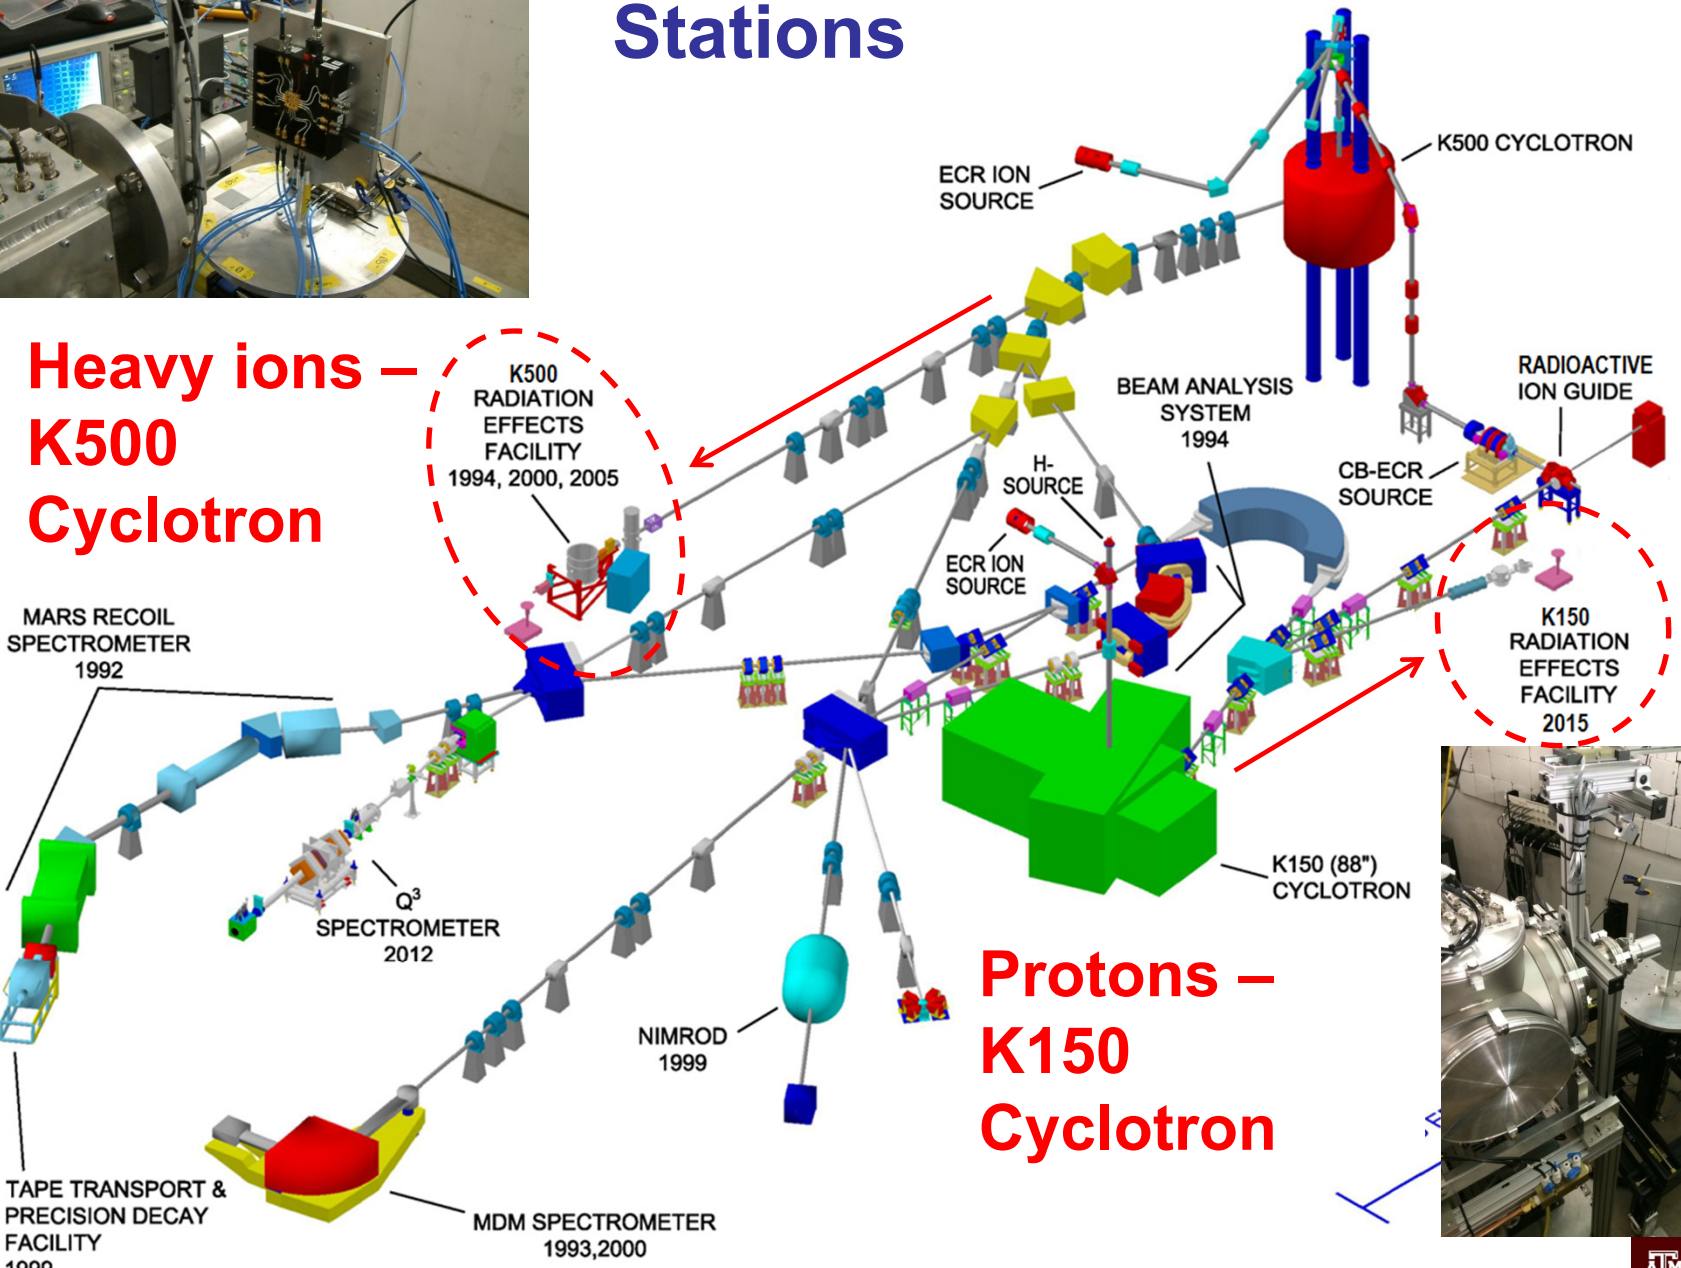 Stations
K500 CYCLOTRON
ECR ION
SOURCE
Heavy ions –
K500
Cyclotron
K500
RADIATION
EFFECTS
FACILITY
1994, 2000, 2005
BEAM ANALYSIS
SYSTEM
1994
RADIOACTIVE
ION GUIDE
H-
SOURCE
CB-ECR
SOURCE
ECR ION
SOURCE
MARS RECOIL
SPECTROMETER
1992
K150
RADIATION
EFFECTS
FACILITY
2015
K150 (88")
CYCLOTRON
Q³
SPECTROMETER
2012
Protons –
K150
Cyclotron
NIMROD
1999
TAPE TRANSPORT &
PRECISION DECAY
FACILITY
1999
MDM SPECTROMETER
1993,2000